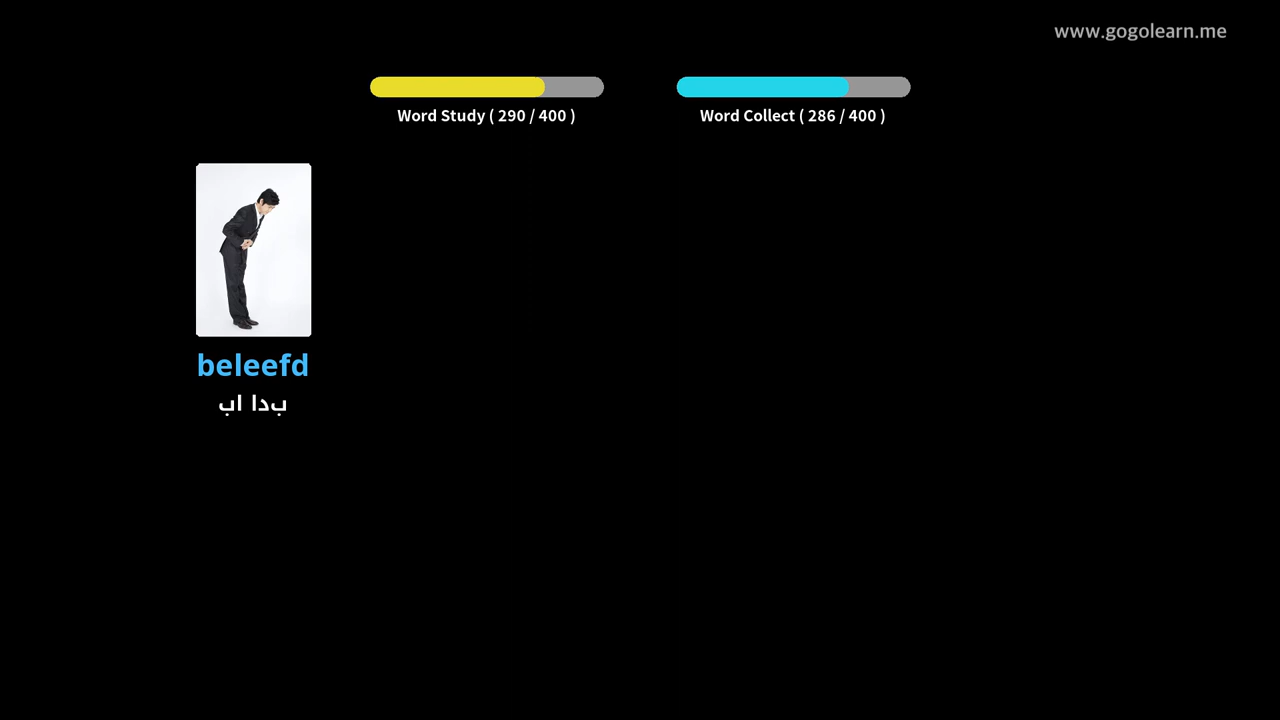 www.gogolearn.me
Word Study ( 290 / 400 )
Word Collect ( 286 / 400 )
beleefd
بدا اب